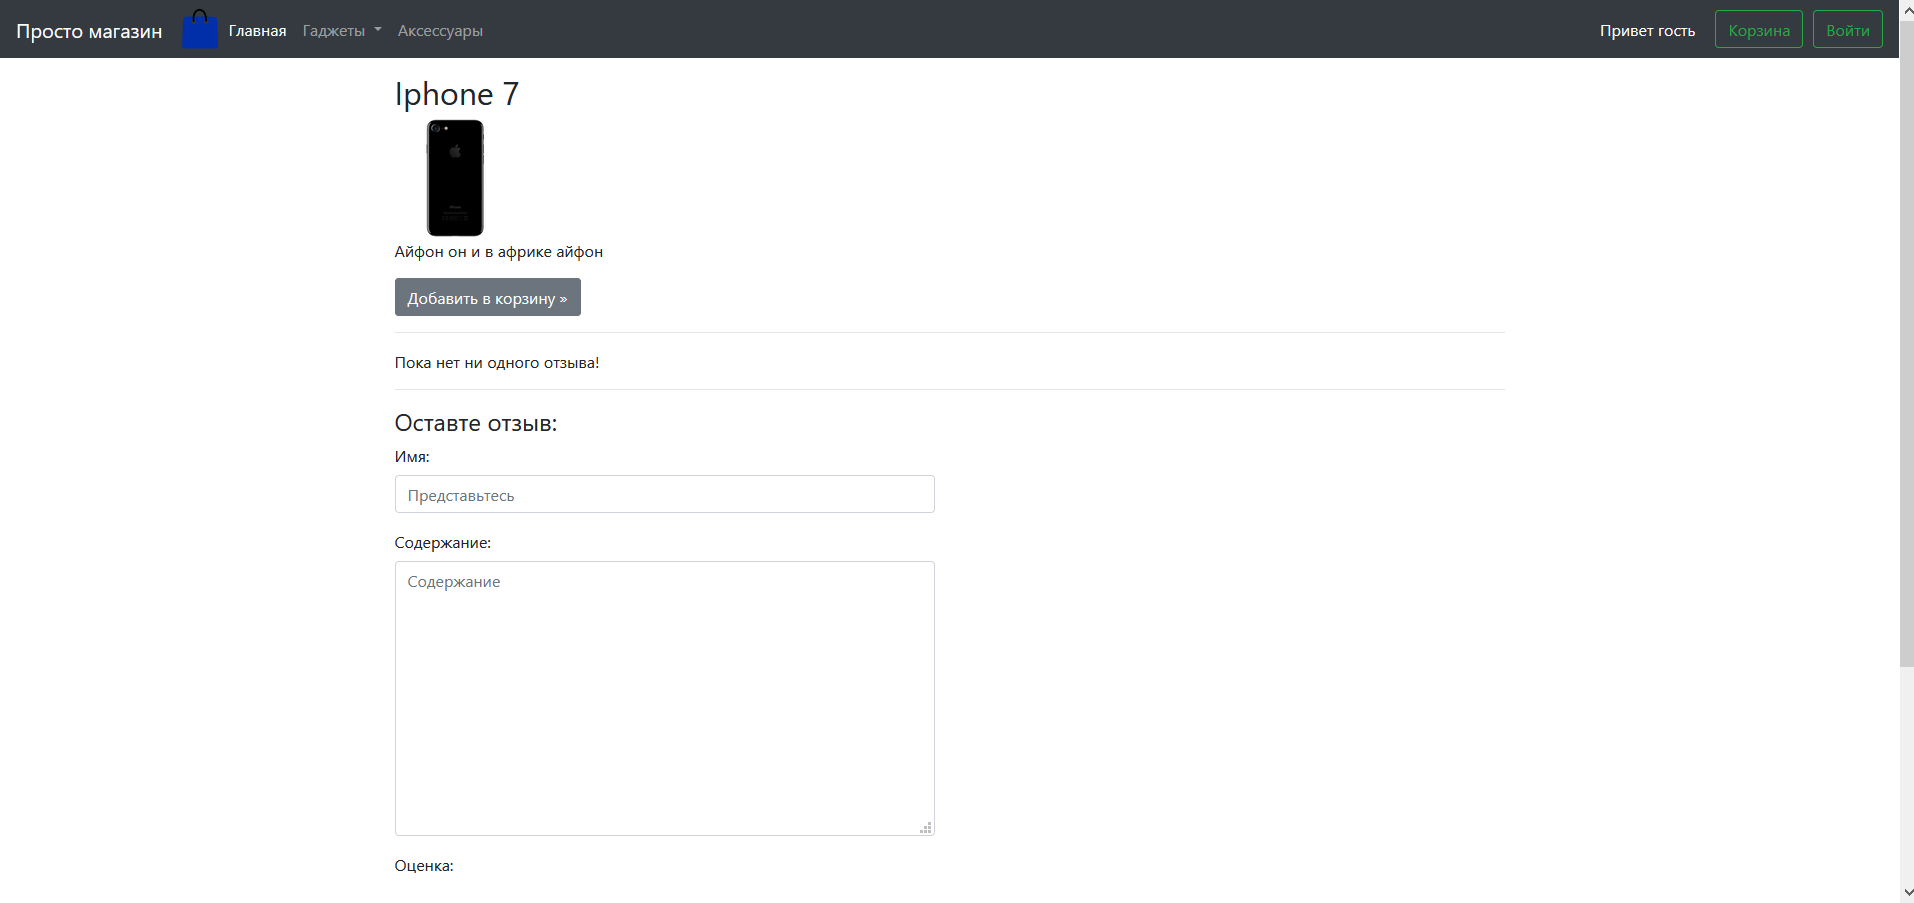 Просто магазин Главная Гаджеты Аксессуары Привет гость Корзина Войти
Iphone 7
Айфон он и в африке айфон
Добавить в корзину »
Пока нет ни одного отзыва!
Оставте отзыв:
Имя:
Представьтесь
Содержание:
Содержание
Оценка: